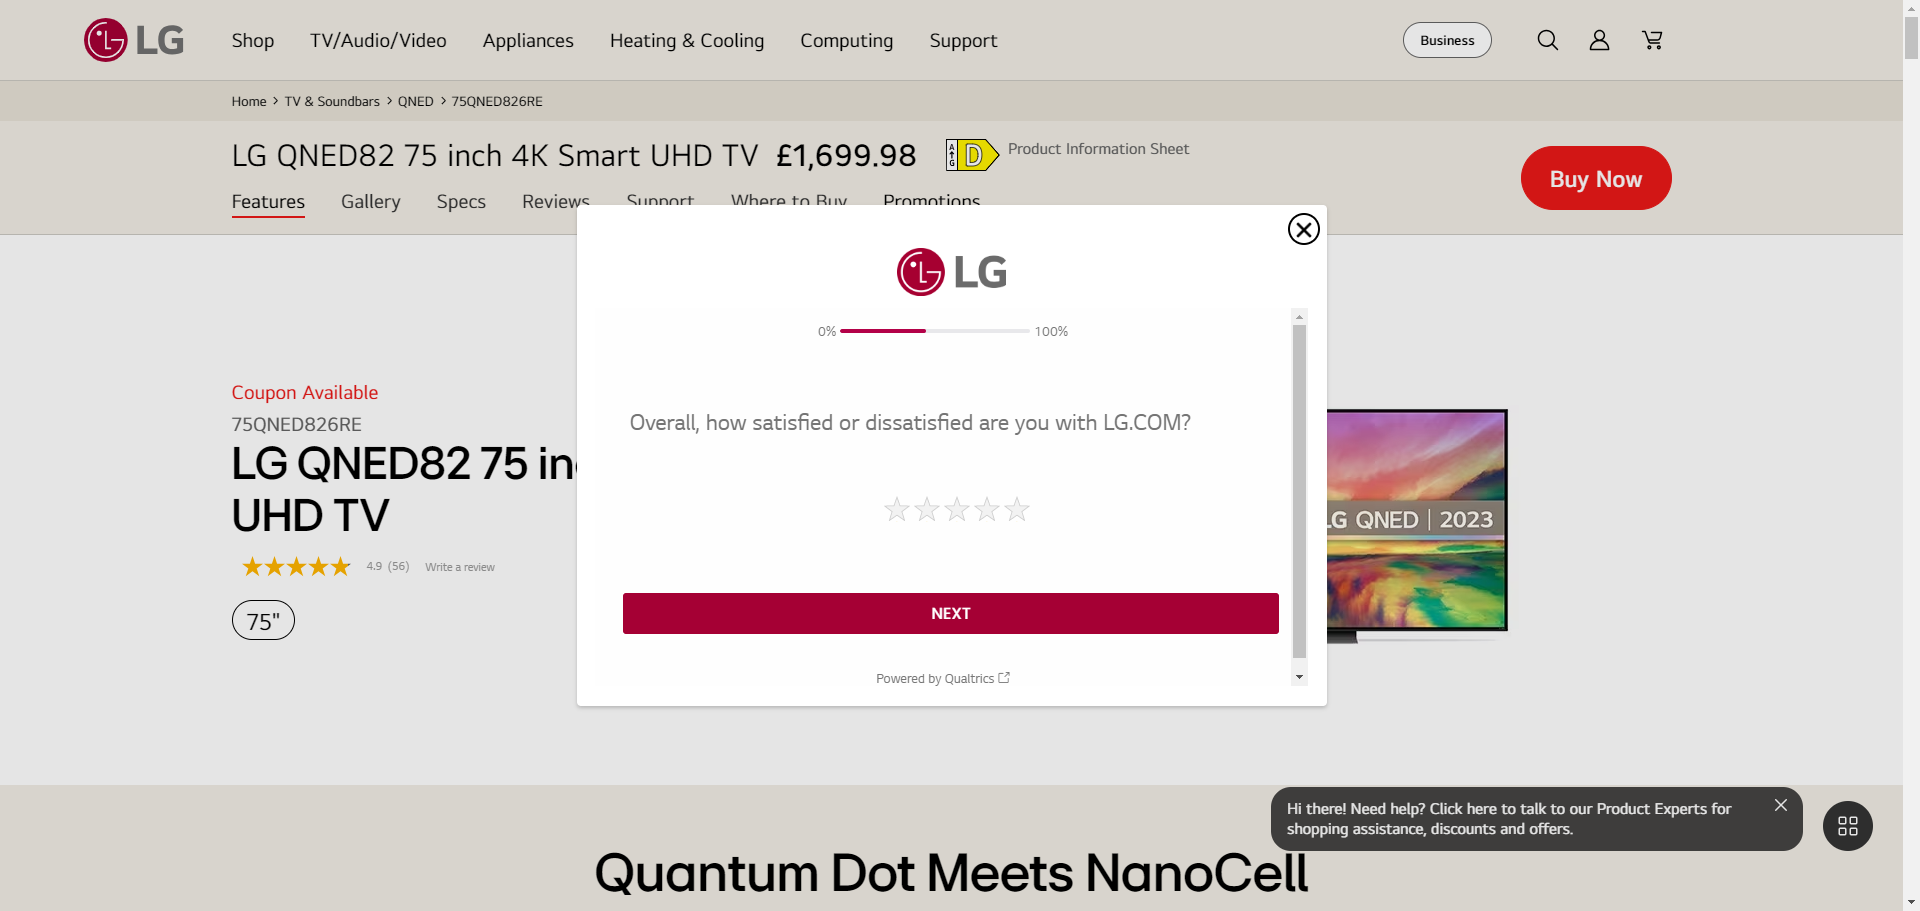 LG
Shop
TV/Audio/Video
Appliances
Heating & Cooling
Computing
Support
Business
Home > TV & Soundbars > QNED > 75QNED826RE
LG QNED82 75 inch 4K Smart UHD TV £1,699.98
A
G
D
Product Information Sheet
Buy Now
Features
Gallery
Specs
Reviews
Support
Where to Buy
Promotions
LG
0%
100%
Overall, how satisfied or dissatisfied are you with LG.COM?
NEXT
Powered by Qualtrics
Coupon Available
75QNED826RE
LG QNED82 75 in
UHD TV
4.9 (56)
Write a review
75"
LG QNED | 2023
Hi there! Need help? Click here to talk to our Product Experts for
shopping assistance, discounts and offers.
Quantum Dot Meets NanoCell